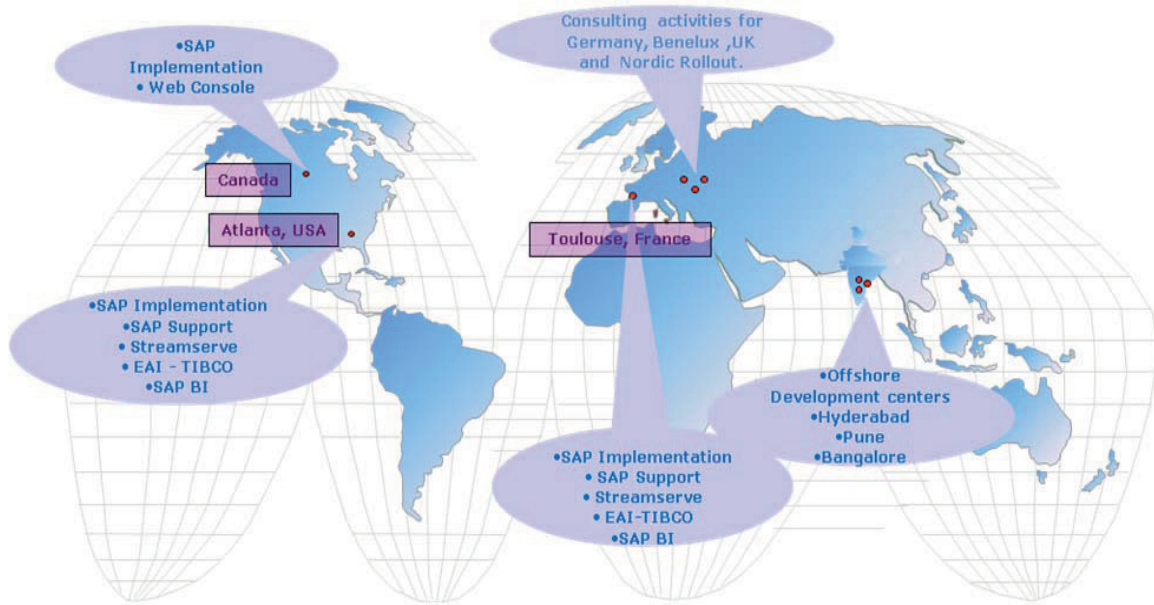 •SAP
Implementation
• Web Console
Consulting activities for
Germany, Benelux ,UK
and Nordic Rollout.
Canada
Atlanta, USA
Toulouse, France
•SAP Implementation
•SAP Support
• Streamserve
• EAI - TIBCO
•SAP BI
•Offshore
Development centers
•Hyderabad
•Pune
•Bangalore
•SAP Implementation
• SAP Support
• Streamserve
• EAI-TIBCO
•SAP BI